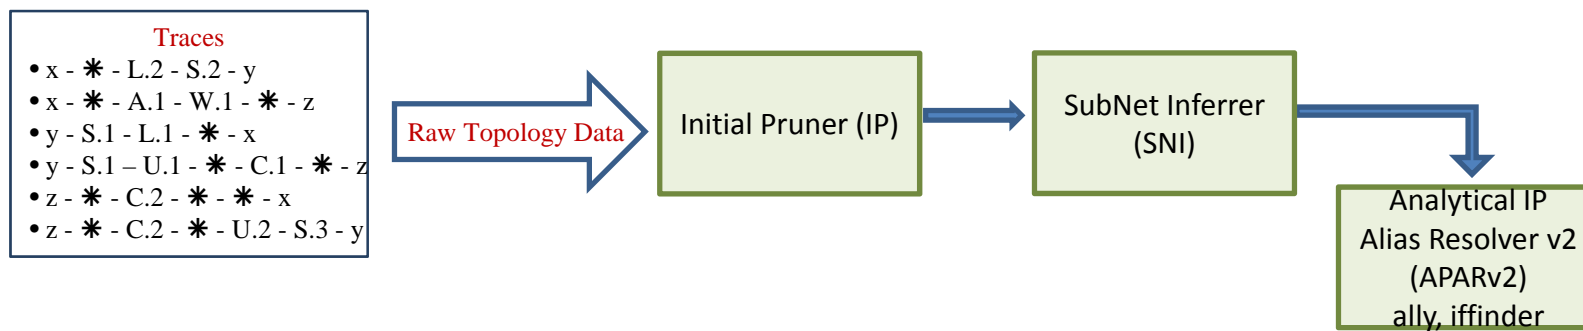 Traces
• x - ✱ - L.2 - S.2 - y
• x - ✱ - A.1 - W.1 - ✱ - z
• y - S.1 - L.1 - ✱ - x
• y - S.1 – U.1 - ✱ - C.1 - ✱ - z
• z - ✱ - C.2 - ✱ - ✱ - x
• z - ✱ - C.2 - ✱ - U.2 - S.3 - y
Raw Topology Data
Initial Pruner (IP)
SubNet Inferrer
(SNI)
Analytical IP
Alias Resolver v2
(APARv2)
ally, iffinder